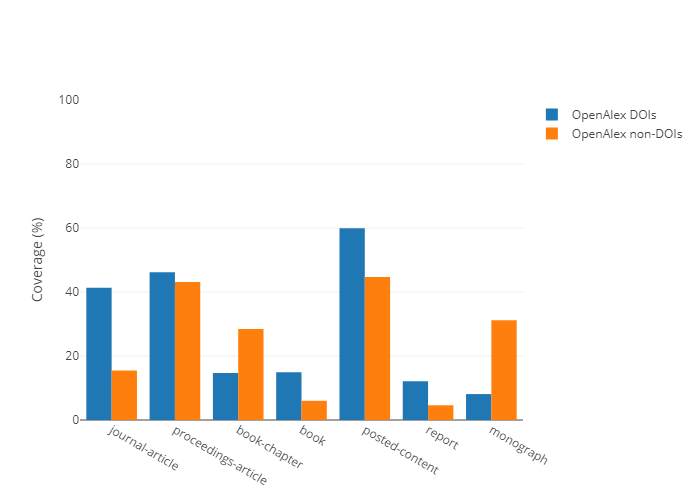 100
80
60
40
20
0
Coverage (%)
journal-article
proceedings-article
book-chapter
book
posted-content
report
monograph
OpenAlex DOIs
OpenAlex non-DOIs